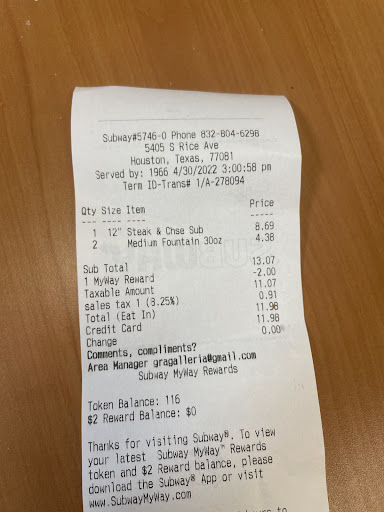 Subway#5746-0 Phone 832-804-6298
5405 S Rice Ave
Houston, Texas, 77081
Served by: 1966 4/30/2022 3:00:58 pm
Term ID-Trans# 1/A-278094
Qty Size Item Price
1 12" Steak & Chse Sub 8.69
2 Medium Fountain 30oz 4.38
Sub Total 13.07
1 MyWay Reward -2.00
Taxable Amount 11.07
sales tax 1 (8.25%) 0.91
Total (Eat In) 11.98
Credit Card 11.98
Change 0.00
Comments, compliments?
Area Manager gragalleria@gmail.com
Subway MyWay Rewards
Token Balance: 116
$2 Reward Balance: $0
Thanks for visiting Subway®. To view
your latest Subway MyWay™ Rewards
token and $2 Reward balance, please
download the Subway® App or visit
www.SubwayMyWay.com